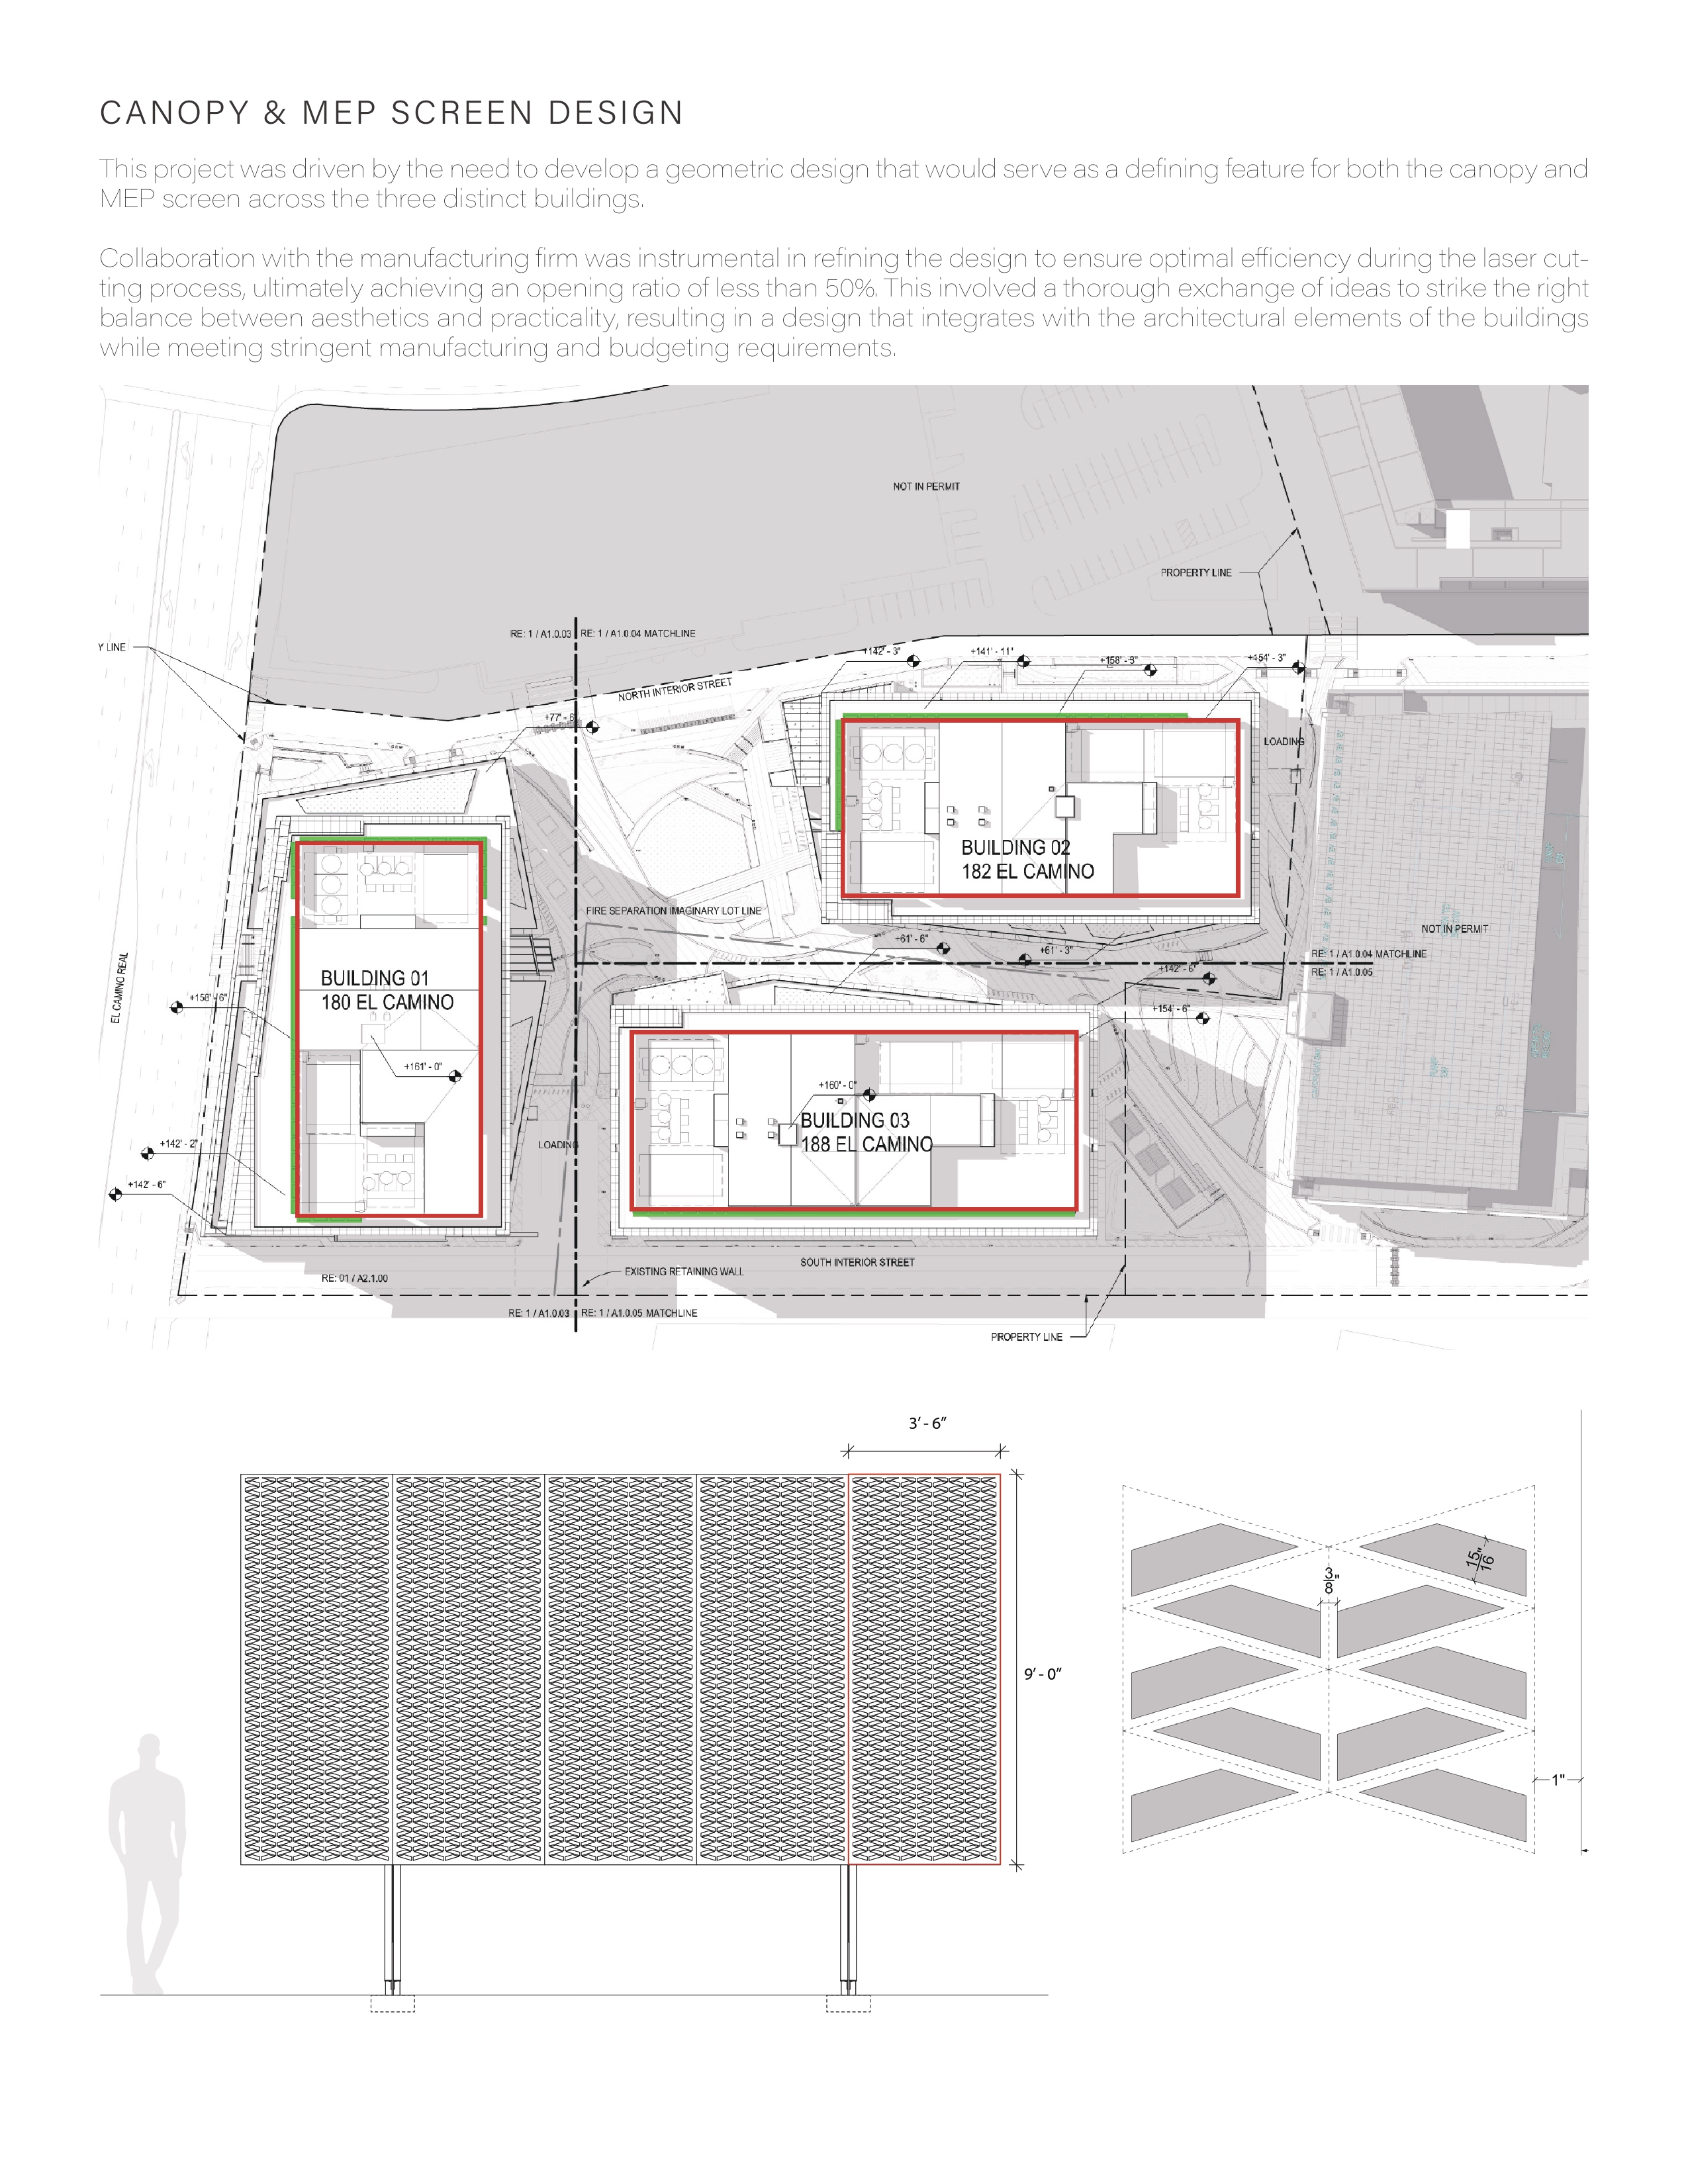 CANOPY & MEP SCREEN DESIGN
This project was driven by the need to develop a geometric design that would serve as a defining feature for both the canopy and
MEP screen across the three distinct buildings.
Collaboration with the manufacturing firm was instrumental in refining the design to ensure optimal efficiency during the laser cut-
ting process, ultimately achieving an opening ratio of less than 50%. This involved a thorough exchange of ideas to strike the right
balance between aesthetics and practicality, resulting in a design that integrates with the architectural elements of the buildings
while meeting stringent manufacturing and budgeting requirements.
NOT IN PERMIT
PROPERTY LINE
RE: 1 / A1.0.03
RE: 1 / A1.0.04 MATCHLINE
Y LINE
+142' - 3"
+141' - 11"
+158' - 9"
+154' - 3"
NORTH INTERIOR STREET
+77' - 6
LOADING
BUILDING 02
182 EL CAMINO
FIRE SEPARATION IMAGINARY LOT LINE
NOT IN PERMIT
+61' - 6"
+61' - 3"
RE: 1 / A1.0.04 MATCHLINE
RE: 1 / A1.0.05
+142' - 6"
BUILDING 01
180 EL CAMINO
EL CAMINO REAL
+158' - 6"
+154' - 6"
+161' - 0"
+160' - 0"
BUILDING 03
188 EL CAMINO
LOADING
+142' - 2"
+142' - 6"
SOUTH INTERIOR STREET
EXISTING RETAINING WALL
RE: 01 / A2.1.00
RE: 1 / A1.0.03
RE: 1 / A1.0.05 MATCHLINE
PROPERTY LINE
3' - 6"
15/16"
3/8"
9' - 0"
1"